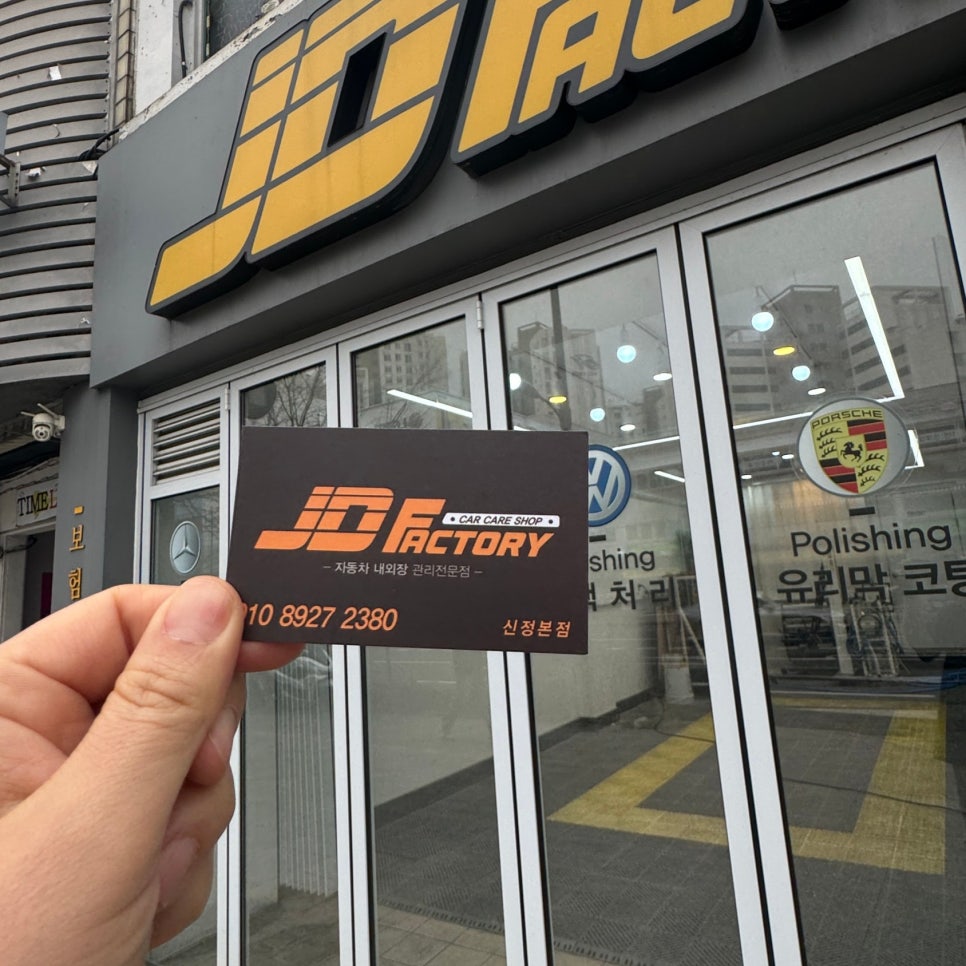 JD FAC
TIME
보
험
JD FACTORY
CAR CARE SHOP
- 자동차 내외장 관리전문점 -
010 8927 2380
신정본점
PORSCHE
Polishing
처리
Polishing
유리막 코팅